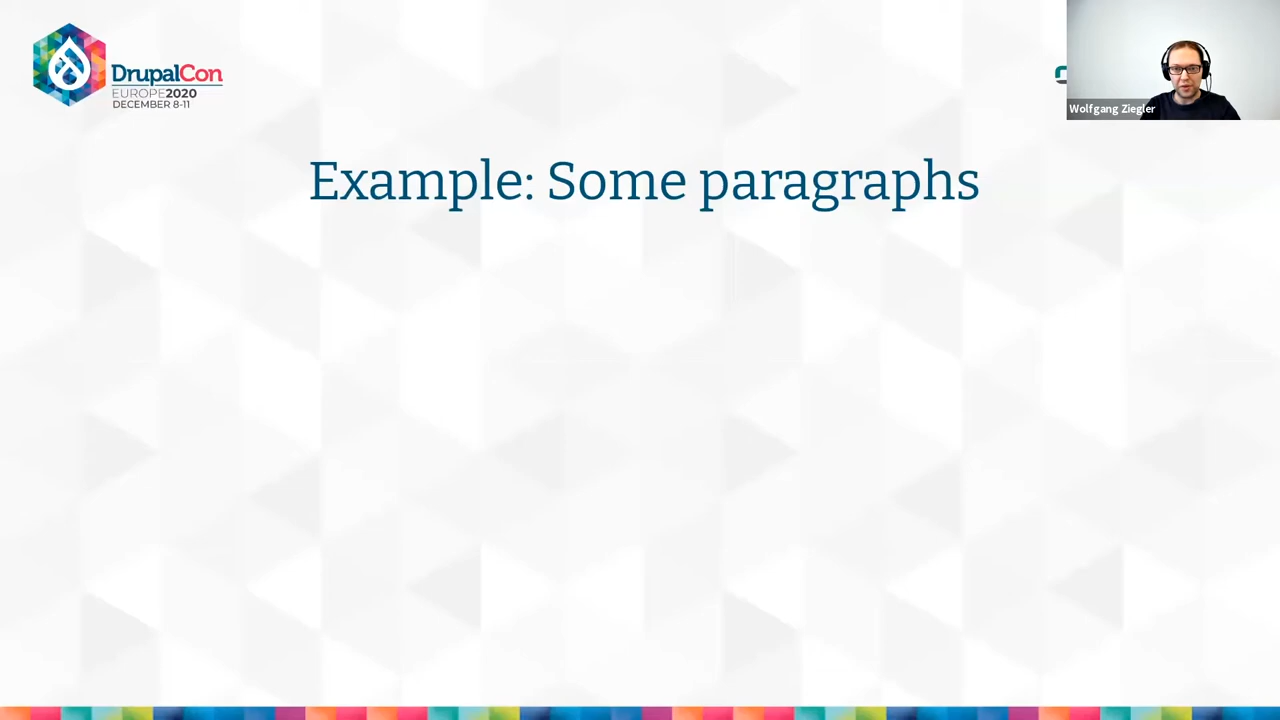 DrupalCon
EUROPE2020
DECEMBER 8-11
Wolfgang Ziegler
Example: Some paragraphs